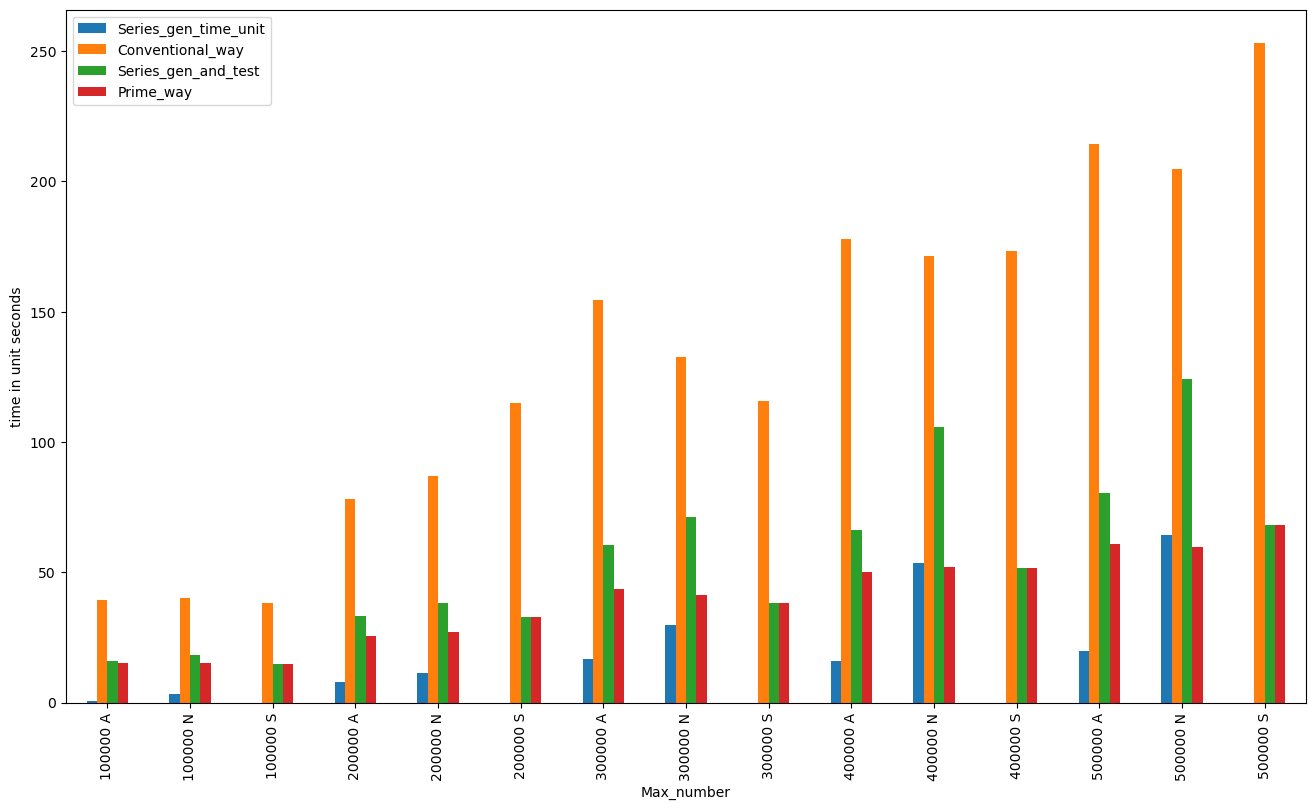 Series_gen_time_unit
Conventional_way
Series_gen_and_test
Prime_way
250
200
150
100
50
0
time in unit seconds
100000 A
100000 N
100000 S
200000 A
200000 N
200000 S
300000 A
300000 N
300000 S
400000 A
400000 N
400000 S
500000 A
500000 N
500000 S
Max_number